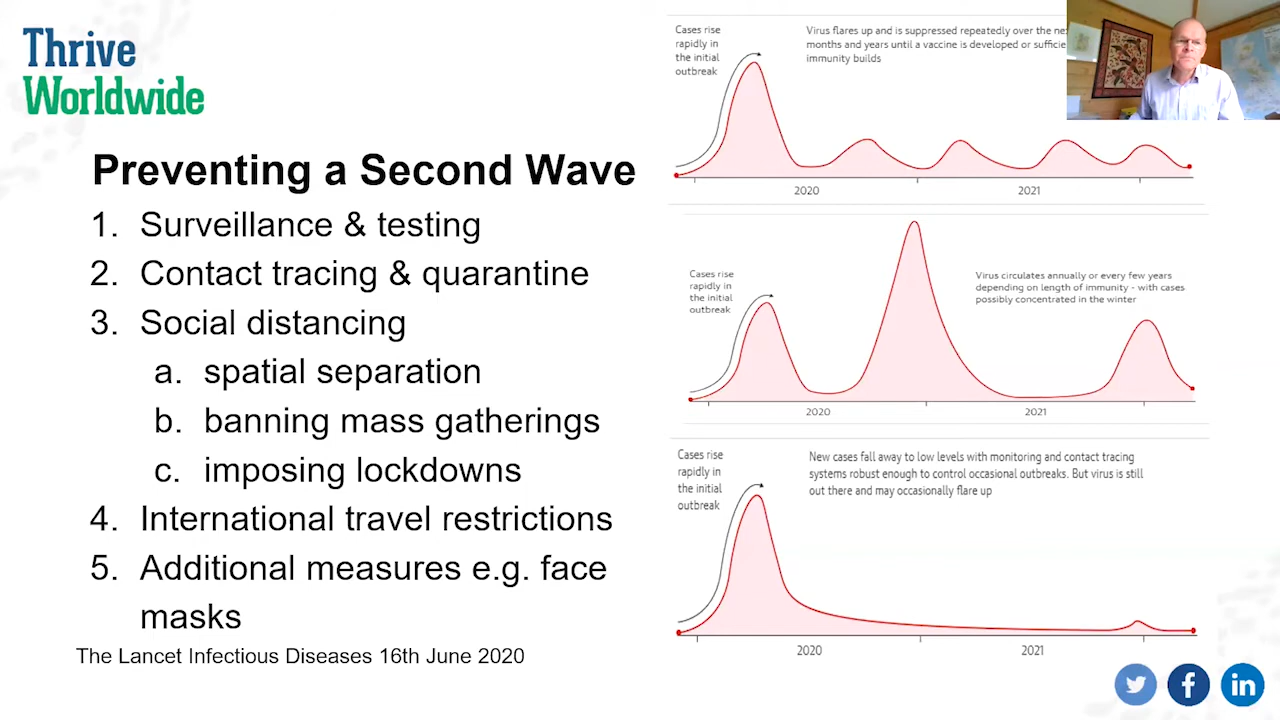 Thrive
Worldwide
Preventing a Second Wave
1. Surveillance & testing
2. Contact tracing & quarantine
3. Social distancing
a. spatial separation
b. banning mass gatherings
c. imposing lockdowns
4. International travel restrictions
5. Additional measures e.g. face
masks
The Lancet Infectious Diseases 16th June 2020
Cases rise
rapidly in
the initial
outbreak
Virus flares up and is suppressed repeatedly over the
months and years until a vaccine is developed or
immunity builds
2020
2021
Cases rise
rapidly in
the initial
outbreak
Virus circulates annually or every few years
depending on length of immunity - with cases
possibly concentrated in the winter
2020
2021
Cases rise
rapidly in
the initial
outbreak
New cases fall away to low levels with monitoring and contact tracing
systems robust enough to control occasional outbreaks. But virus is still
out there and may occasionally flare up
2020
2021
f
in